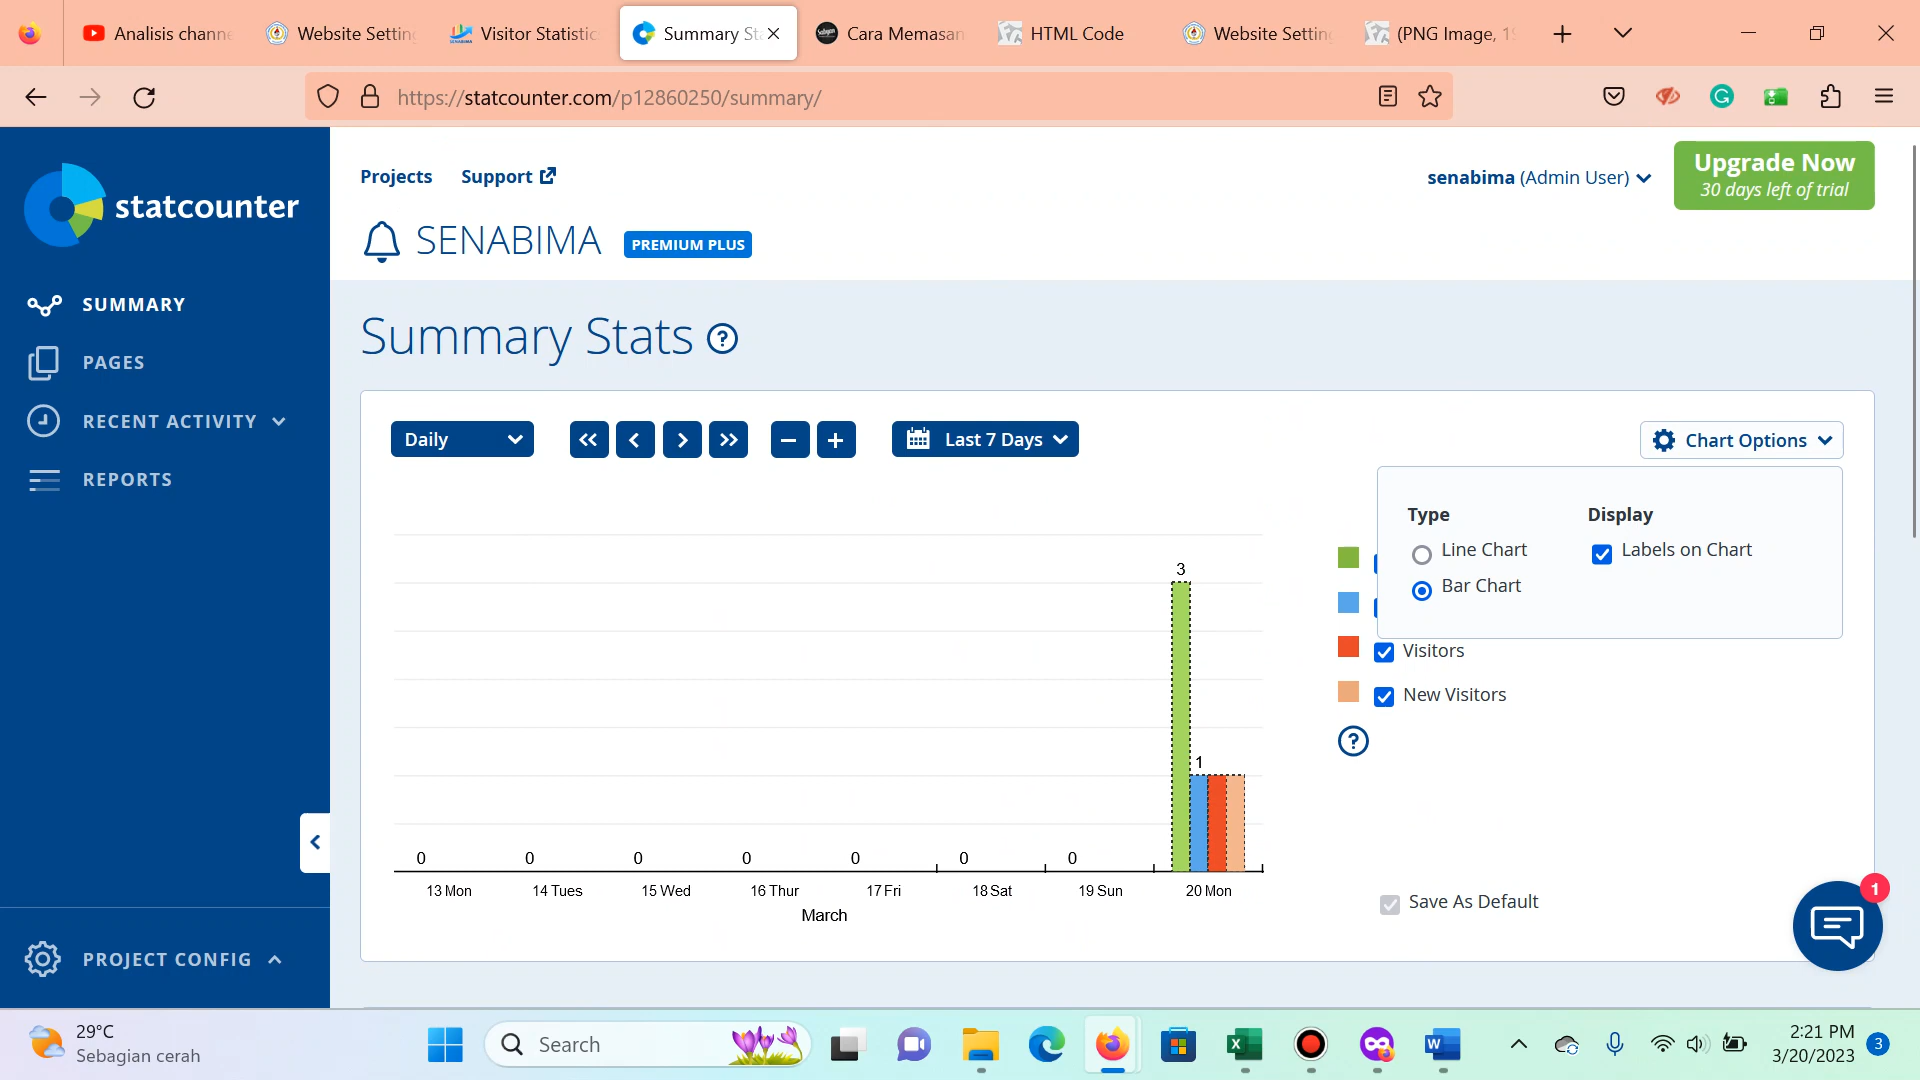 Analisis channe
Website Setting
Visitor Statistics
Summary Sta
Cara Memasan
HTML Code
Website Setting
(PNG Image, 19
https://statcounter.com/p12860250/summary/
statcounter
SUMMARY
PAGES
RECENT ACTIVITY
REPORTS
PROJECT CONFIG
Projects
Support
senabima (Admin User)
Upgrade Now
30 days left of trial
SENABIMA
PREMIUM PLUS
Summary Stats
Daily
Last 7 Days
Chart Options
Type
Display
Line Chart
Labels on Chart
Bar Chart
Visitors
New Visitors
3
1
0 0 0 0 0 0 0
13 Mon 14 Tues 15 Wed 16 Thur 17 Fri 18 Sat 19 Sun 20 Mon
March
Save As Default
1
29°C
Sebagian cerah
Search
2:21 PM
3/20/2023
3